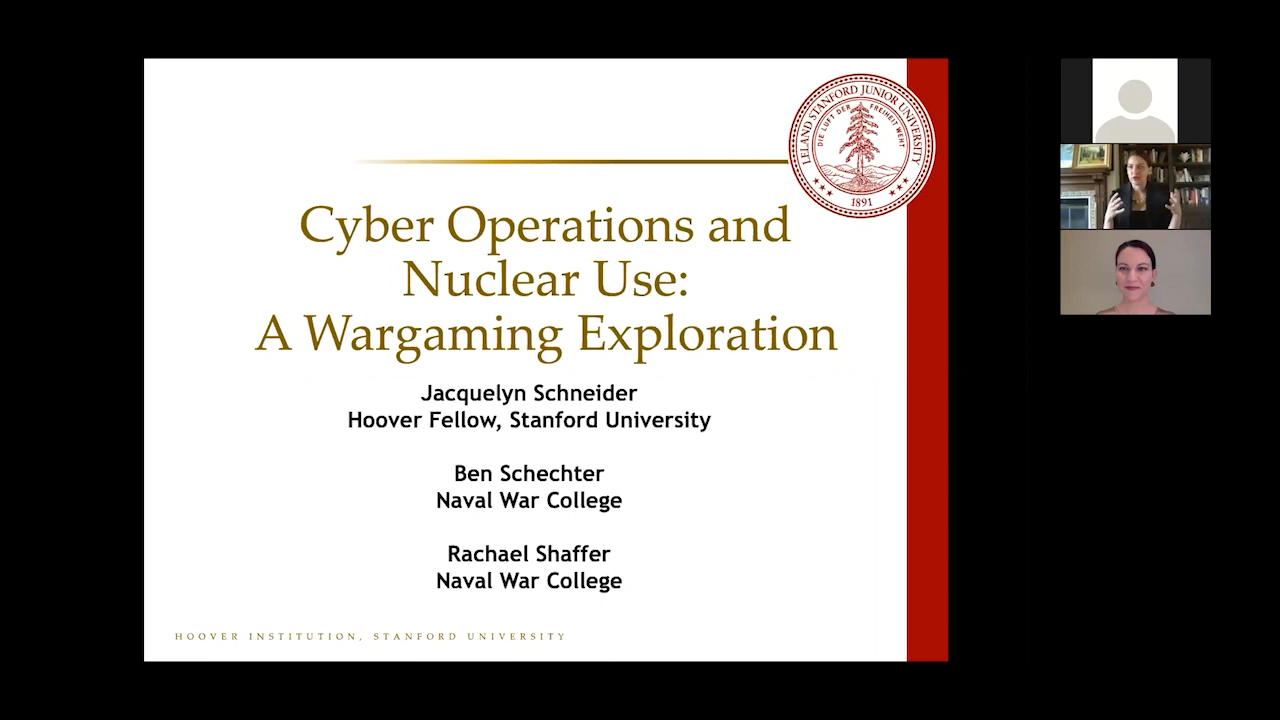 LELAND STANFORD JUNIOR UNIVERSITY
DIE LUFT DER FREIHEIT WEHT
1891
Cyber Operations and
Nuclear Use:
A Wargaming Exploration
Jacquelyn Schneider
Hoover Fellow, Stanford University
Ben Schechter
Naval War College
Rachael Shaffer
Naval War College
HOOVER INSTITUTION, STANFORD UNIVERSITY